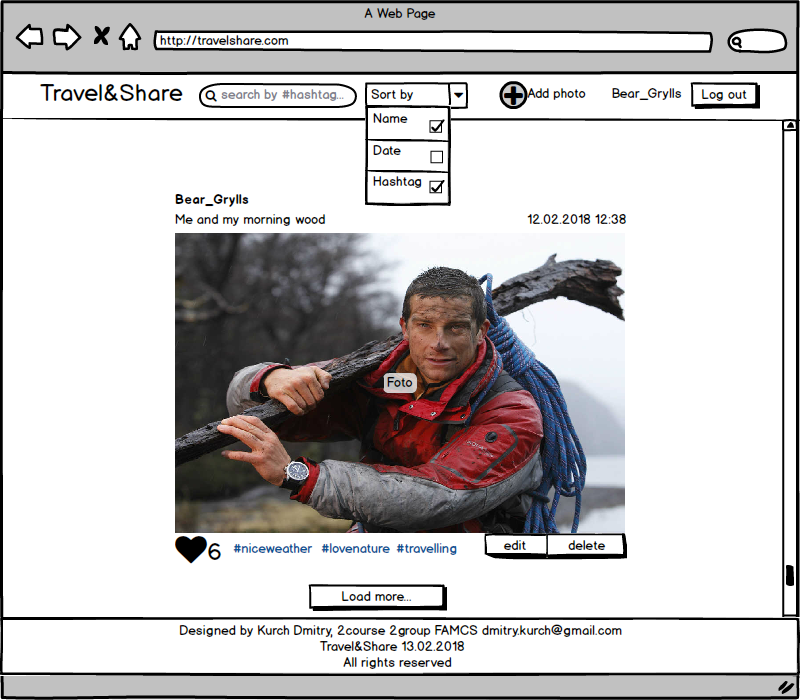 A Web Page
http://travelshare.com
Travel&Share
search by #hashtag...
Sort by
Add photo
Bear_Grylls
Log out
Name
Date
Hashtag
Bear_Grylls
Me and my morning wood
12.02.2018 12:38
Foto
6
#niceweather #lovenature #travelling
edit
delete
Load more...
Designed by Kurch Dmitry, 2course 2group FAMCS dmitry.kurch@gmail.com
Travel&Share 13.02.2018
All rights reserved